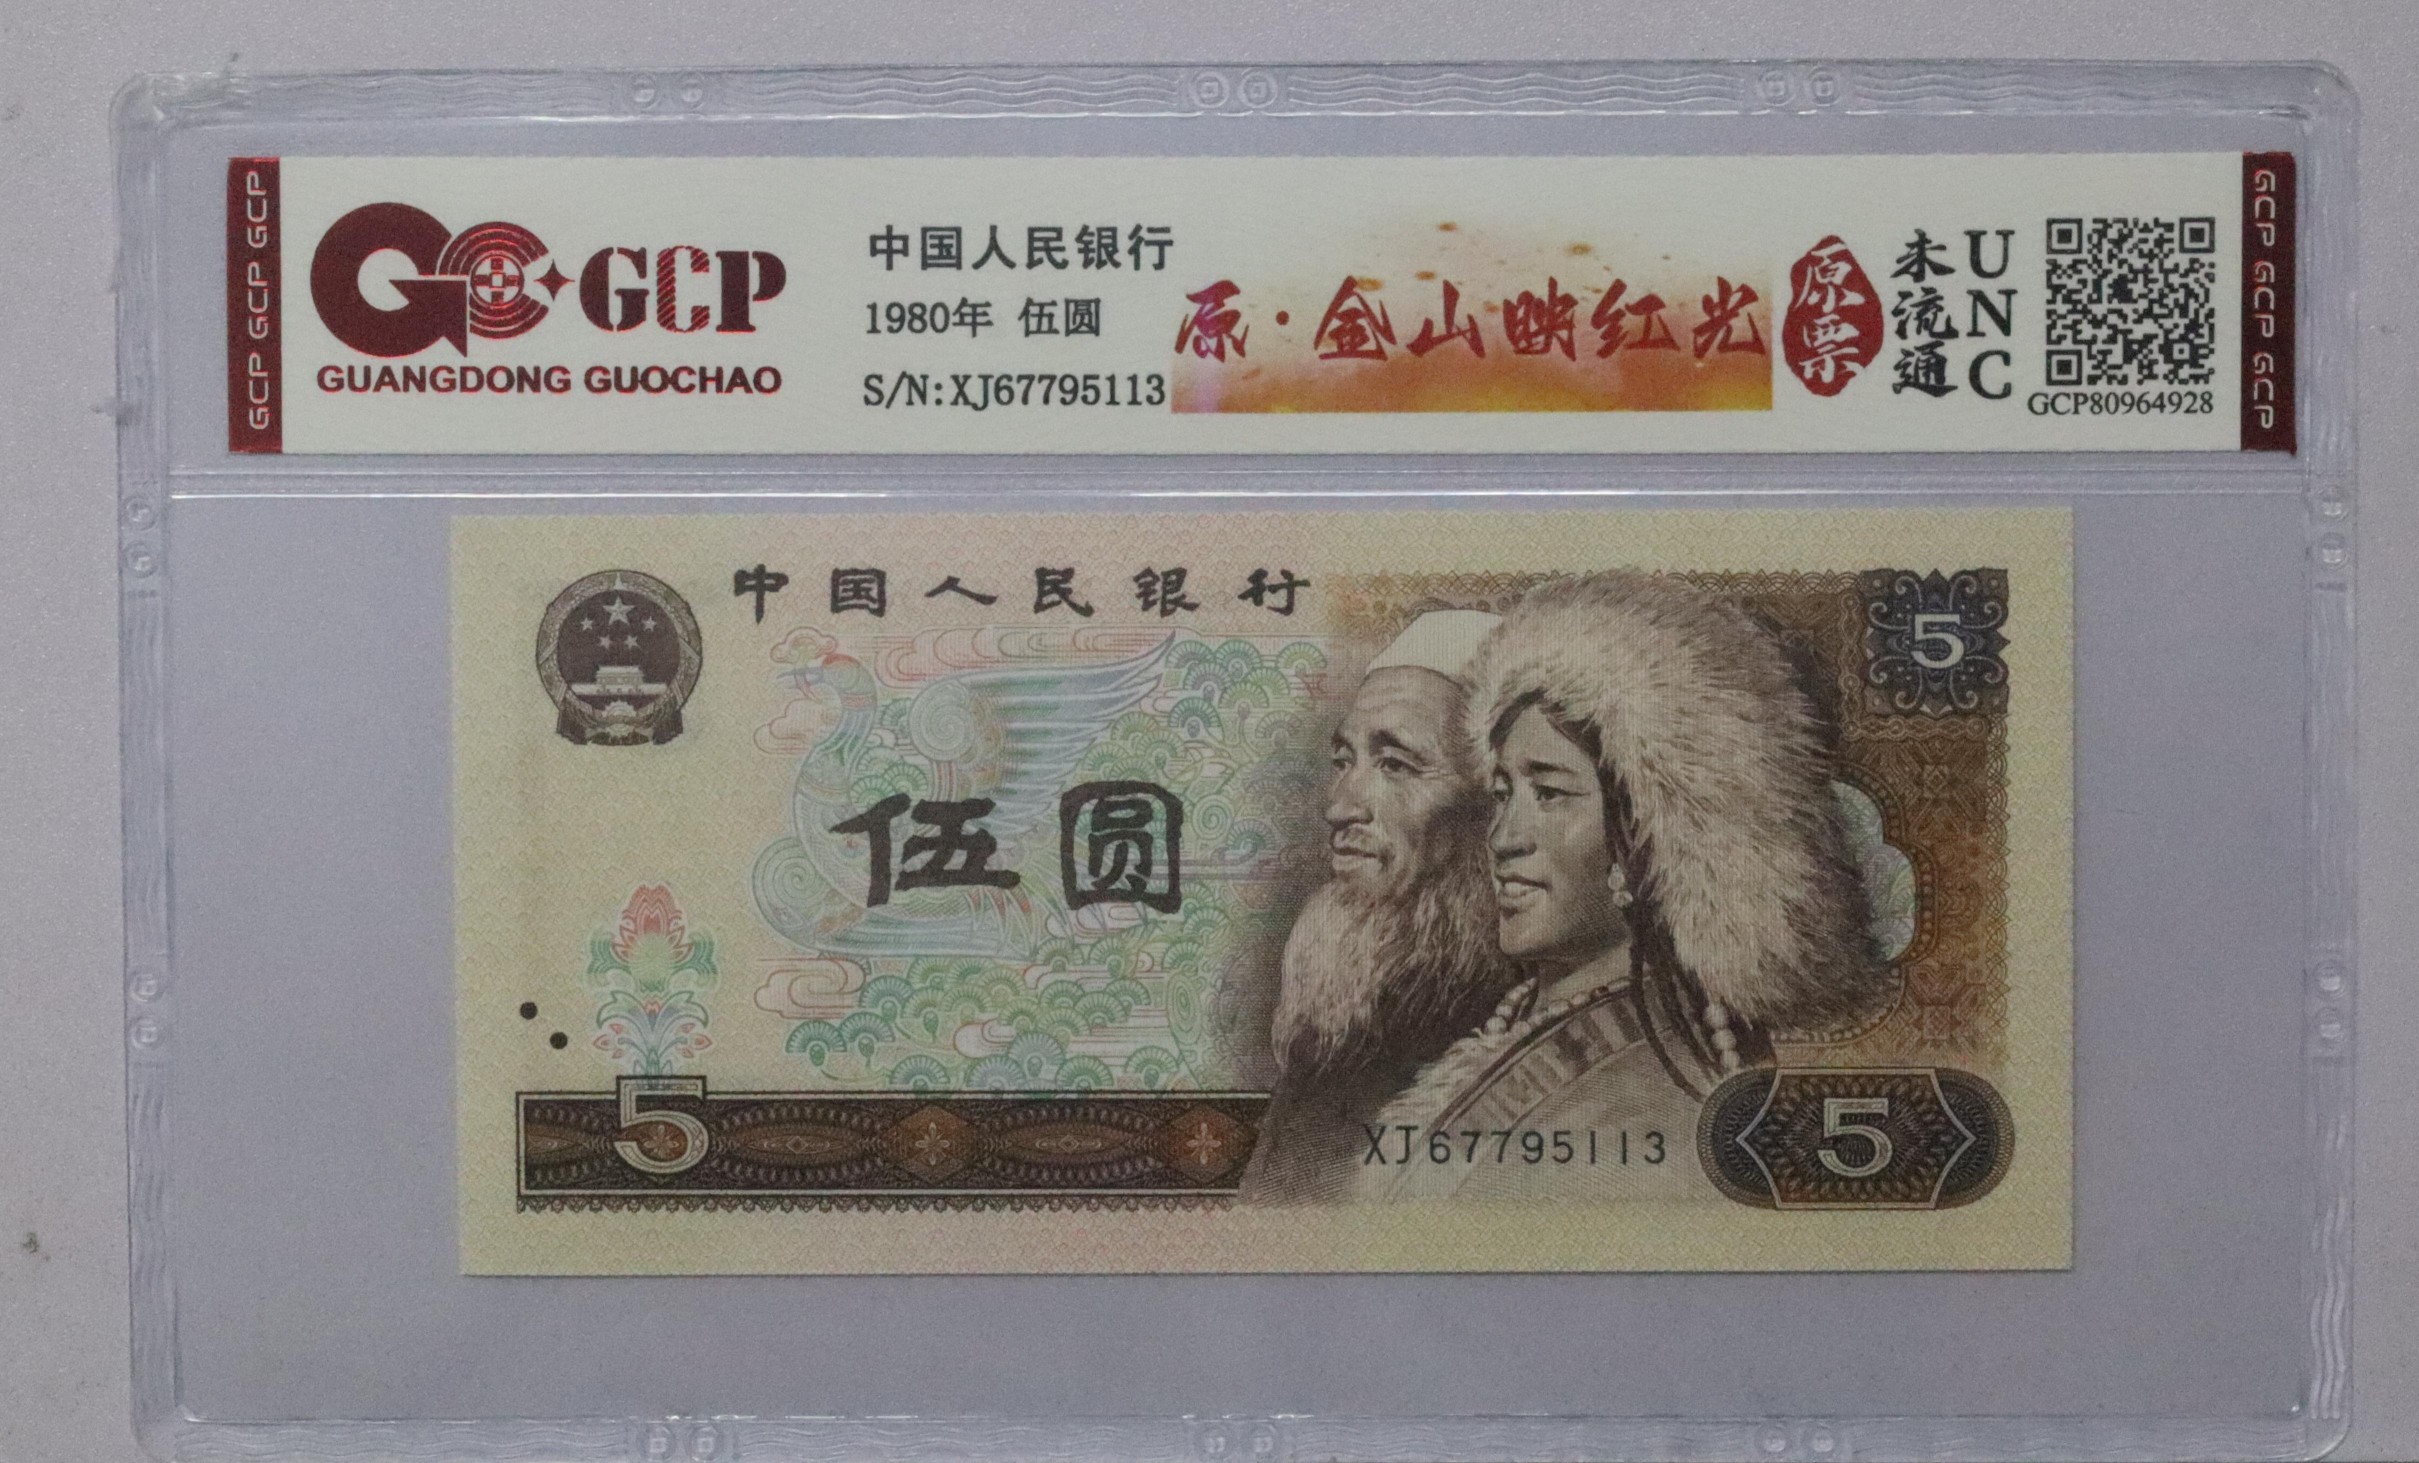 GCP GCP GCP
GCP
GUANGDONG GUOCHAO
中国人民银行
1980年 伍圆
S/N:XJ67795113
原·金山映红光
原票
未流通
UNC
GCP80964928
GCP GCP GCP
中国人民银行
5
伍圆
5
XJ67795113
5